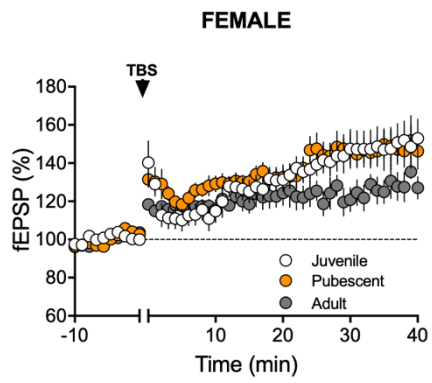 FEMALE
TBS
180
160
140
120
100
80
60
fEPSP (%)
Juvenile
Pubescent
Adult
-10 10 20 30 40
Time (min)